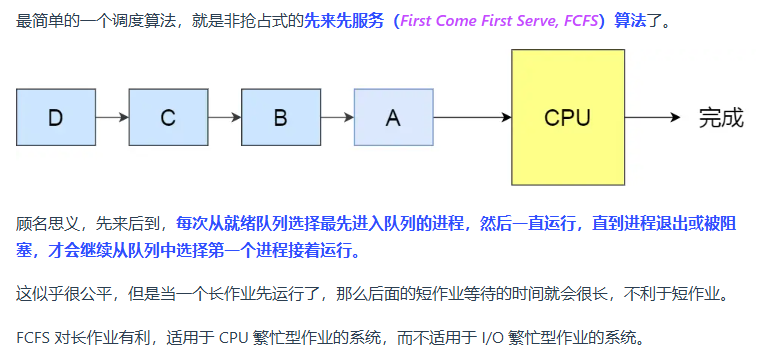 最简单的一个调度算法，就是非抢占式的先来先服务（First Come First Serve, FCFS）算法了。
D C B A CPU 完成
顾名思义，先来后到，每次从就绪队列选择最先进入队列的进程，然后一直运行，直到进程退出或被阻
塞，才会继续从队列中选择第一个进程接着运行。
这似乎很公平，但是当一个长作业先运行了，那么后面的短作业等待的时间就会很长，不利于短作业。
FCFS 对长作业有利，适用于 CPU 繁忙型作业的系统，而不适用于 I/O 繁忙型作业的系统。